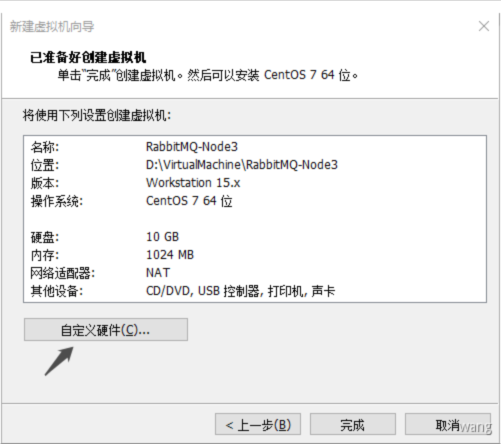 新建虚拟机向导
已准备好创建虚拟机
单击“完成”创建虚拟机。然后可以安装 CentOS 7 64 位。
将使用下列设置创建虚拟机:
名称: RabbitMQ-Node3
位置: D:\VirtualMachine\RabbitMQ-Node3
版本: Workstation 15.x
操作系统: CentOS 7 64 位
硬盘: 10 GB
内存: 1024 MB
网络适配器: NAT
其他设备: CD/DVD, USB 控制器, 打印机, 声卡
自定义硬件(C)...
< 上一步(B) 完成 取消
wang